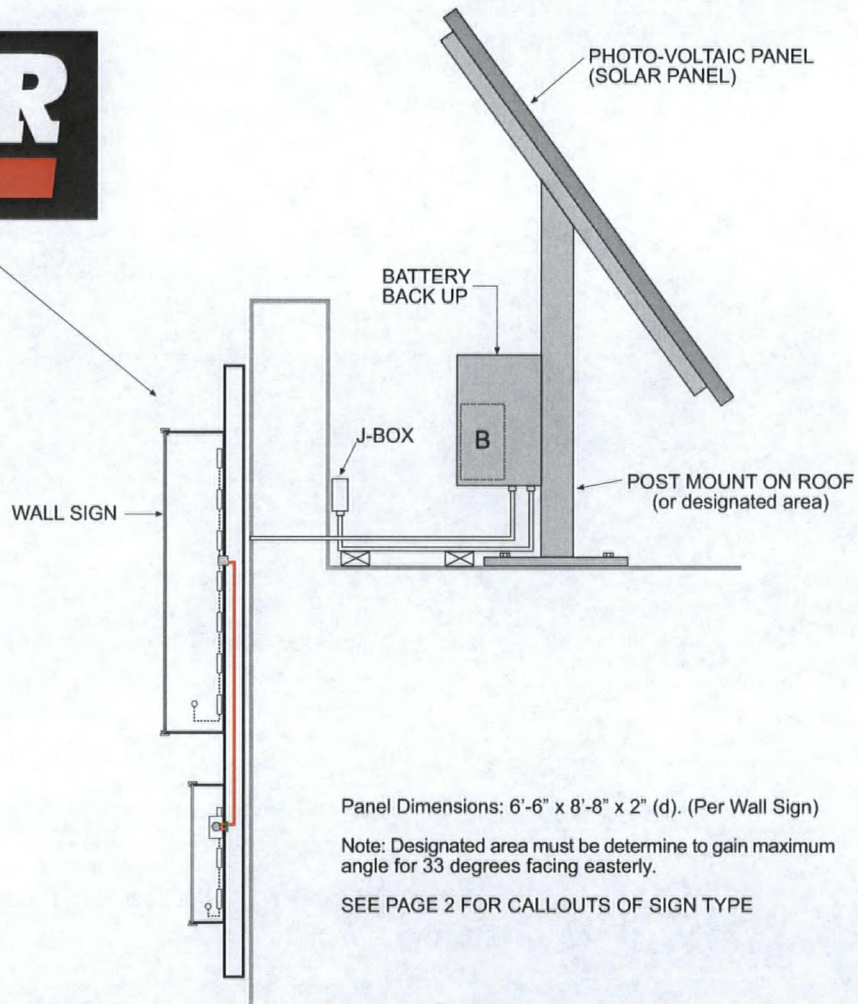 R
PHOTO-VOLTAIC PANEL
(SOLAR PANEL)
BATTERY
BACK UP
B
J-BOX
WALL SIGN
POST MOUNT ON ROOF
(or designated area)
Panel Dimensions: 6'-6" x 8'-8" x 2" (d). (Per Wall Sign)
Note: Designated area must be determine to gain maximum
angle for 33 degrees facing easterly.
SEE PAGE 2 FOR CALLOUTS OF SIGN TYPE